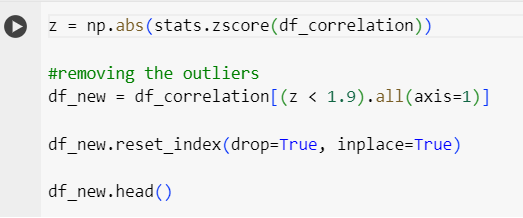 z = np.abs(stats.zscore(df_correlation))
#removing the outliers
df_new = df_correlation[(z < 1.9).all(axis=1)]
df_new.reset_index(drop=True, inplace=True)
df_new.head()